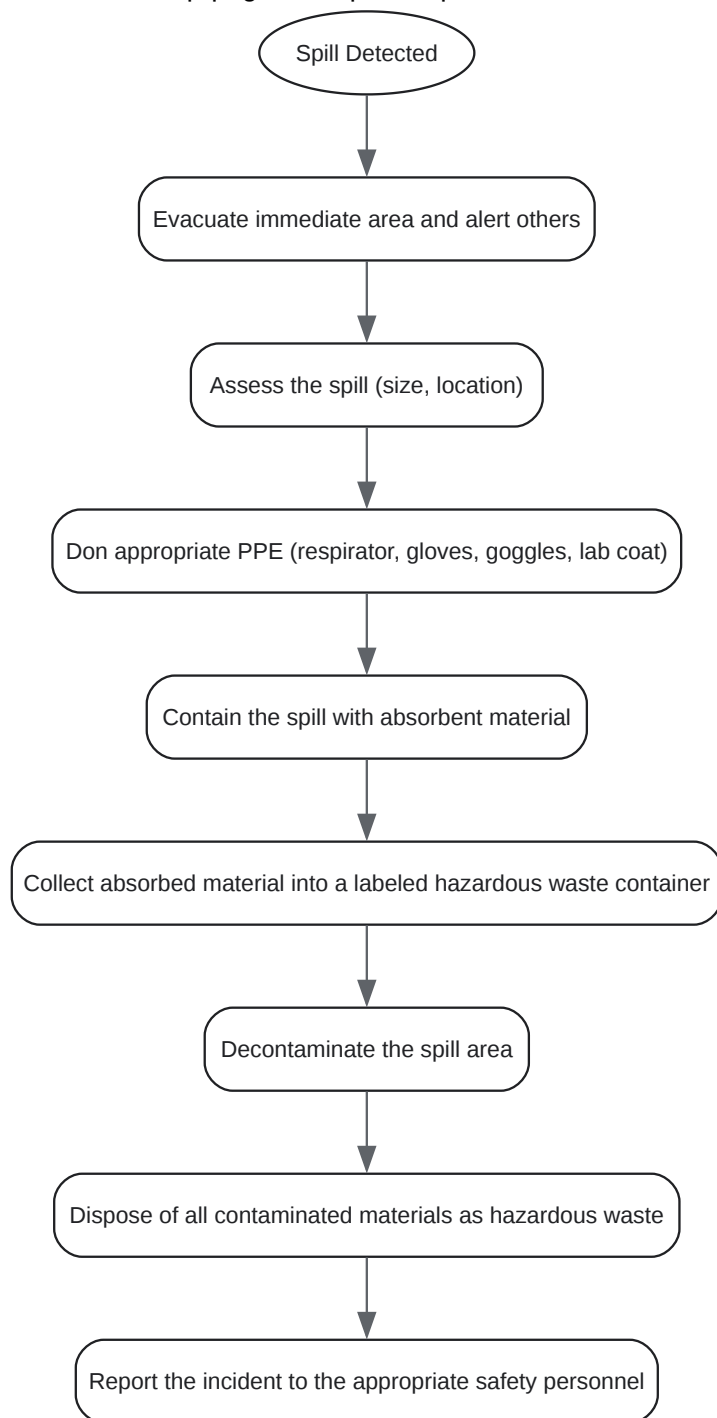 Spill Detected
Evacuate immediate area and alert others
Assess the spill (size, location)
Don appropriate PPE (respirator, gloves, goggles, lab coat)
Contain the spill with absorbent material
Collect absorbed material into a labeled hazardous waste container
Decontaminate the spill area
Dispose of all contaminated materials as hazardous waste
Report the incident to the appropriate safety personnel